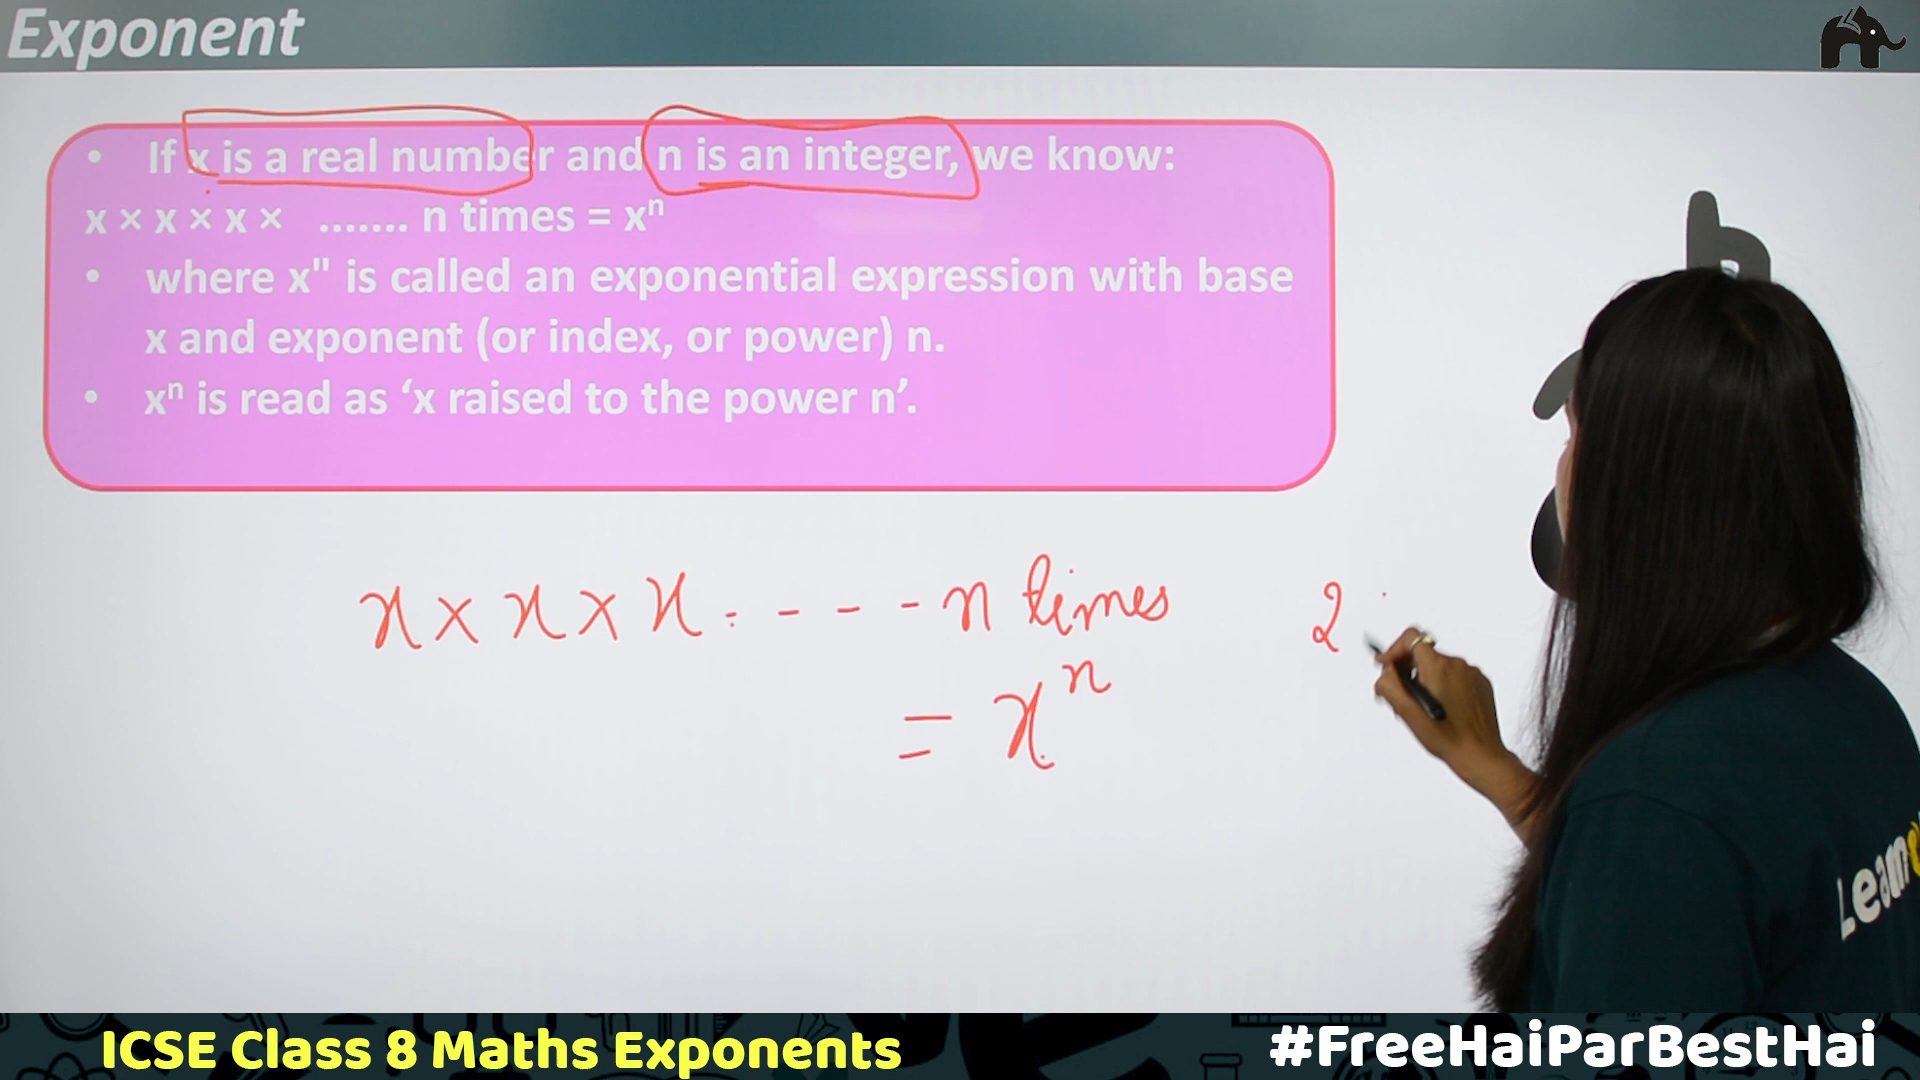 Exponent
• If x is a real number and n is an integer, we know:
x × x × x × ....... n times = xⁿ
• where x" is called an exponential expression with base
x and exponent (or index, or power) n.
• xⁿ is read as ‘x raised to the power n’.
x × x × x - - - - n times
= xⁿ
2
Learn
ICSE Class 8 Maths Exponents
#FreeHaiParBestHai